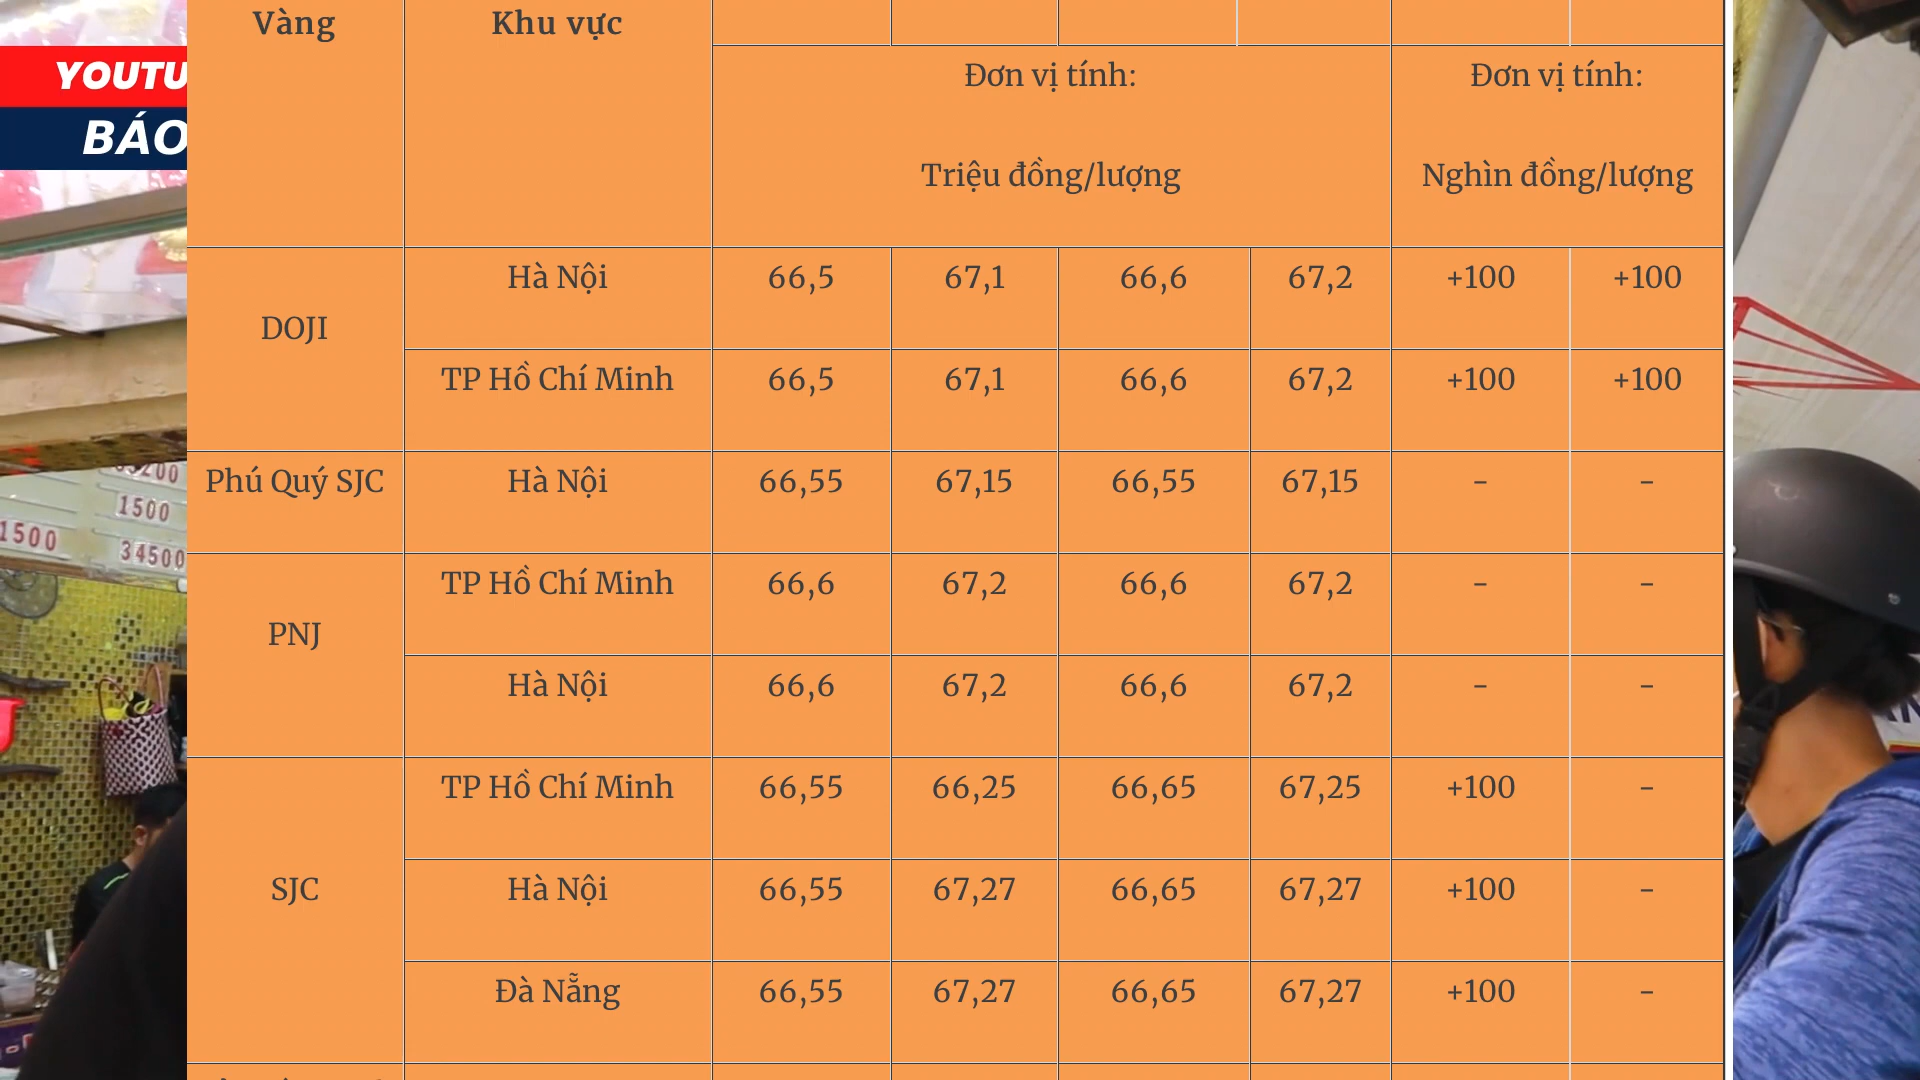 Vàng Khu vực
YOUTU
BÁO
Đơn vị tính: Đơn vị tính:
Triệu đồng/lượng Nghìn đồng/lượng
DOJI
Hà Nội 66,5 67,1 66,6 67,2 +100 +100
TP Hồ Chí Minh 66,5 67,1 66,6 67,2 +100 +100
Phú Quý SJC Hà Nội 66,55 67,15 66,55 67,15 - -
PNJ
TP Hồ Chí Minh 66,6 67,2 66,6 67,2 - -
Hà Nội 66,6 67,2 66,6 67,2 - -
SJC
TP Hồ Chí Minh 66,55 66,25 66,65 67,25 +100 -
Hà Nội 66,55 67,27 66,65 67,27 +100 -
Đà Nẵng 66,55 67,27 66,65 67,27 +100 -
1500
1500
34500